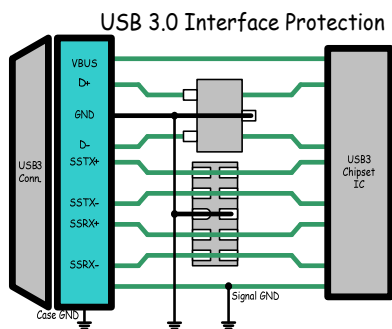 USB 3.0 Interface Protection
VBUS
D+
GND
D-
SSTX+
SSTX-
SSRX+
SSRX-
USB3
Conn.
USB3
Chipset
IC
Case GND
Signal GND